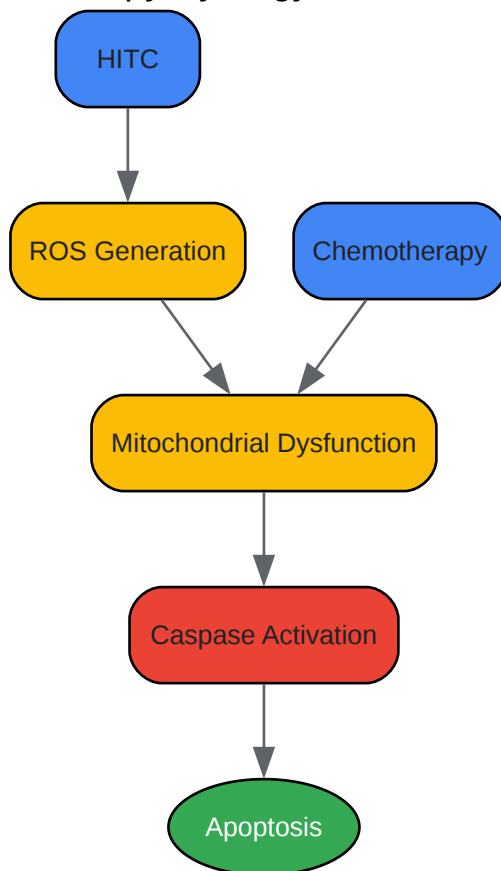 HITC
ROS Generation
Chemotherapy
Mitochondrial Dysfunction
Caspase Activation
Apoptosis